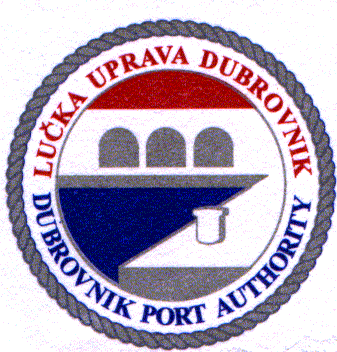 LUČKA UPRAVA DUBROVNIK
DUBROVNIK PORT AUTHORITY